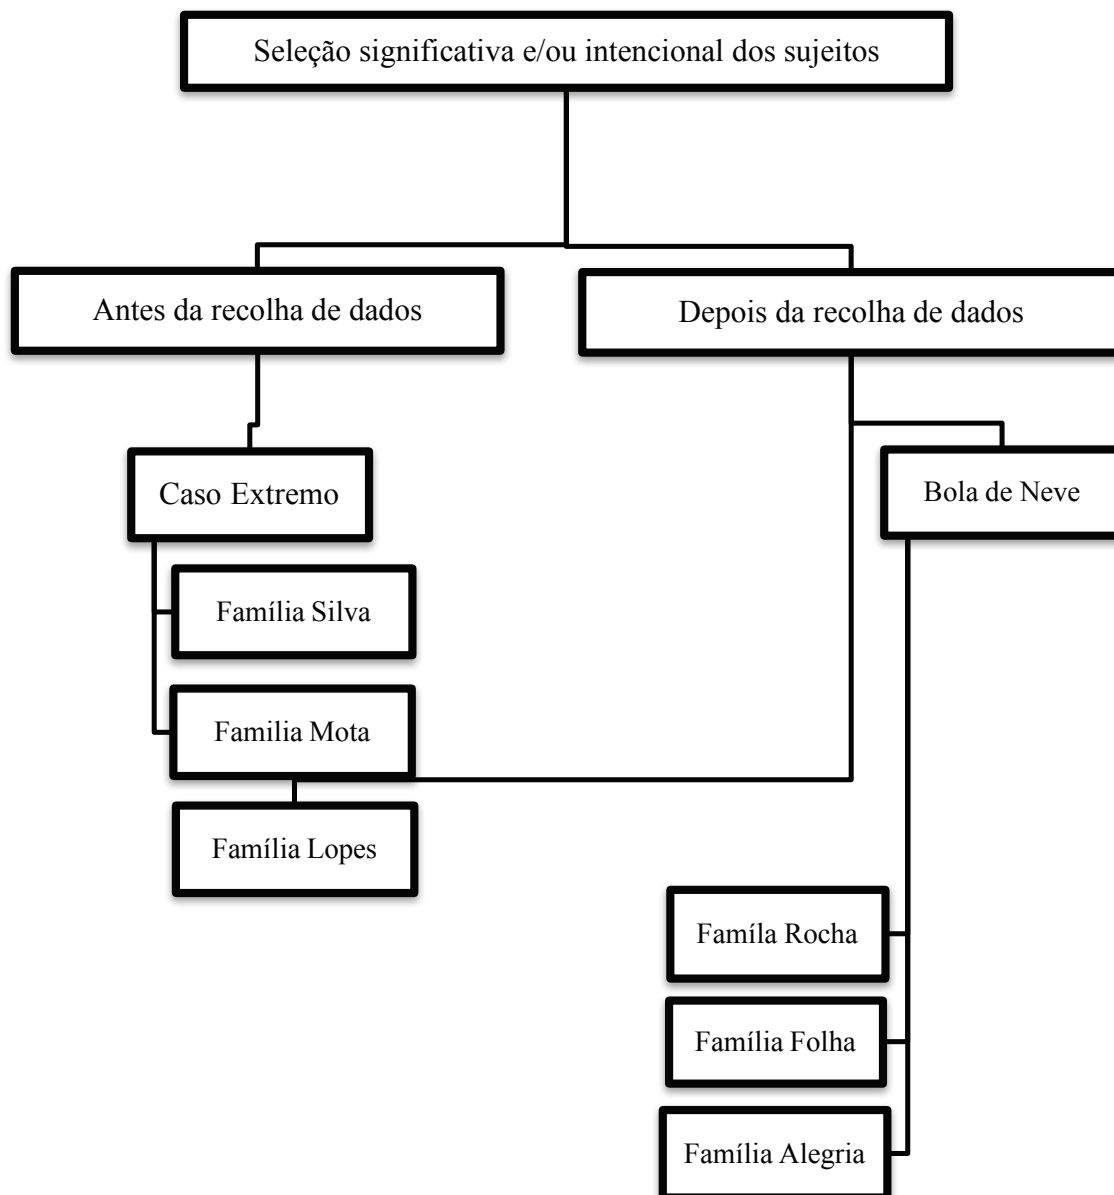 Seleção significativa e/ou intencional dos sujeitos
Antes da recolha de dados
Depois da recolha de dados
Caso Extremo
Bola de Neve
Família Silva
Familia Mota
Família Lopes
Famíla Rocha
Família Folha
Família Alegria